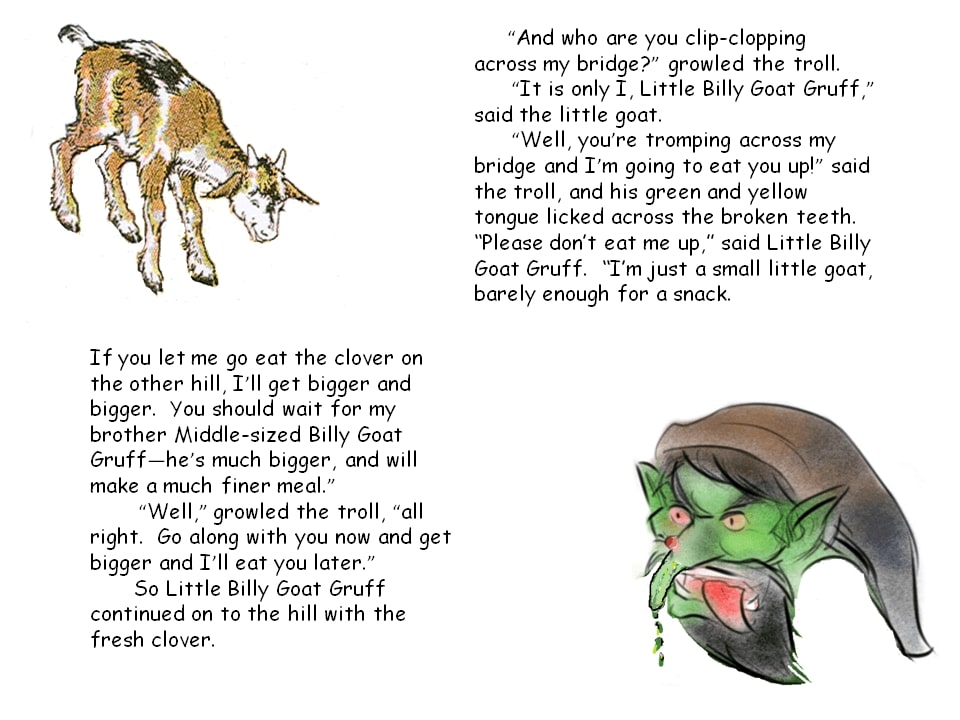 "And who are you clip-clopping
across my bridge?" growled the troll.
"It is only I, Little Billy Goat Gruff,"
said the little goat.
"Well, you're tromping across my
bridge and I'm going to eat you up!" said
the troll, and his green and yellow
tongue licked across the broken teeth.
"Please don't eat me up," said Little Billy
Goat Gruff.  "I'm just a small little goat,
barely enough for a snack.
If you let me go eat the clover on
the other hill, I'll get bigger and
bigger.  You should wait for my
brother Middle-sized Billy Goat
Gruff—he's much bigger, and will
make a much finer meal."
"Well," growled the troll, "all
right.  Go along with you now and get
bigger and I'll eat you later."
So Little Billy Goat Gruff
continued on to the hill with the
fresh clover.